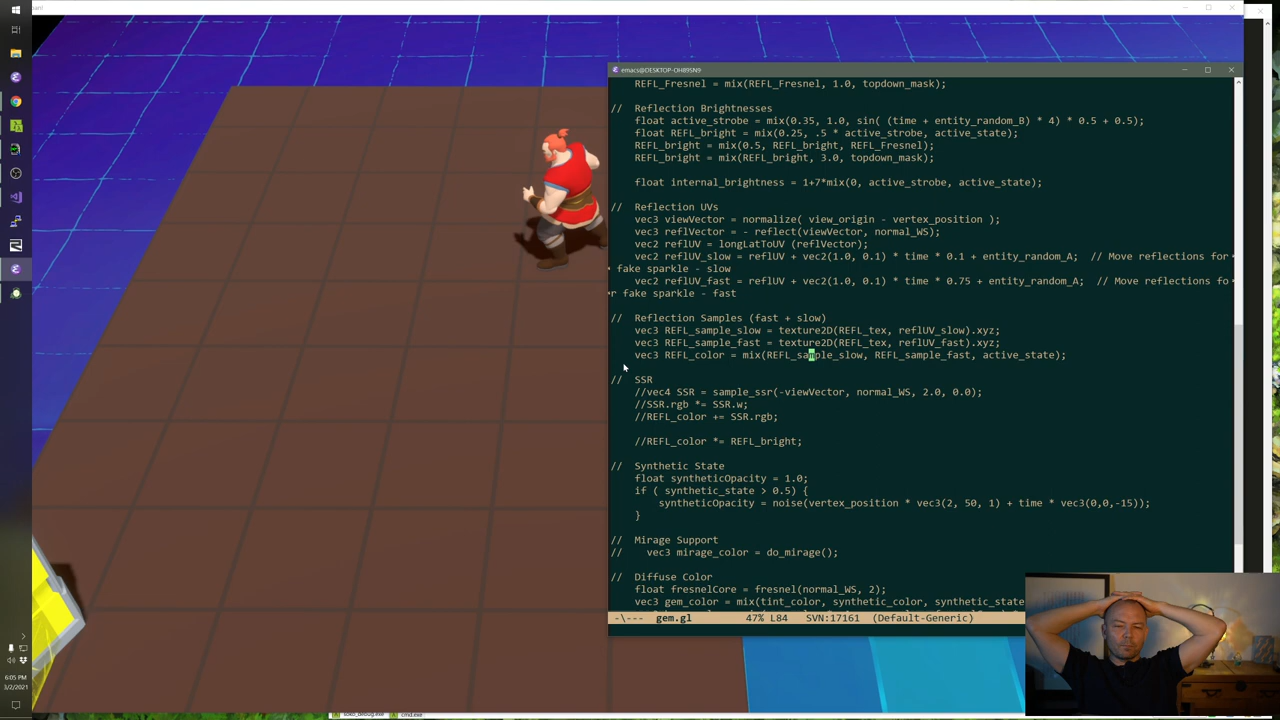 emacs@DESKTOP-OH89SN9
REFL_Fresnel = mix(REFL_Fresnel, 1.0, topdown_mask);
//  Reflection Brightnesses
float active_strobe = mix(0.35, 1.0, sin( (time + entity_random_B) * 4) * 0.5 + 0.5);
float REFL_bright = mix(0.25, .5 * active_strobe, active_state);
REFL_bright = mix(0.5, REFL_bright, REFL_Fresnel);
REFL_bright = mix(REFL_bright, 3.0, topdown_mask);
float internal_brightness = 1+7*mix(0, active_strobe, active_state);
//  Reflection UVs
vec3 viewVector = normalize( view_origin - vertex_position );
vec3 reflVector = - reflect(viewVector, normal_WS);
vec2 reflUV = longLatToUV (reflVector);
vec2 reflUV_slow = reflUV + vec2(1.0, 0.1) * time * 0.1 + entity_random_A;  // Move reflections for
fake sparkle - slow
vec2 reflUV_fast = reflUV + vec2(1.0, 0.1) * time * 0.75 + entity_random_A;  // Move reflections fo
r fake sparkle - fast
//  Reflection Samples (fast + slow)
vec3 REFL_sample_slow = texture2D(REFL_tex, reflUV_slow).xyz;
vec3 REFL_sample_fast = texture2D(REFL_tex, reflUV_fast).xyz;
vec3 REFL_color = mix(REFL_sample_slow, REFL_sample_fast, active_state);
//  SSR
//vec4 SSR = sample_ssr(-viewVector, normal_WS, 2.0, 0.0);
//SSR.rgb *= SSR.w;
//REFL_color += SSR.rgb;
//REFL_color *= REFL_bright;
//  Synthetic State
float syntheticOpacity = 1.0;
if ( synthetic_state > 0.5) {
syntheticOpacity = noise(vertex_position * vec3(2, 50, 1) + time * vec3(0,0,-15));
}
//  Mirage Support
//    vec3 mirage_color = do_mirage();
//  Diffuse Color
float fresnelCore = fresnel(normal_WS, 2);
vec3 gem_color = mix(tint_color, synthetic_color, synthetic_state
-\---  gem.gl  47% L84  SVN:17161  (Default-Generic)
6:05 PM
3/2/2021
soko_debug.exe  cmd.exe